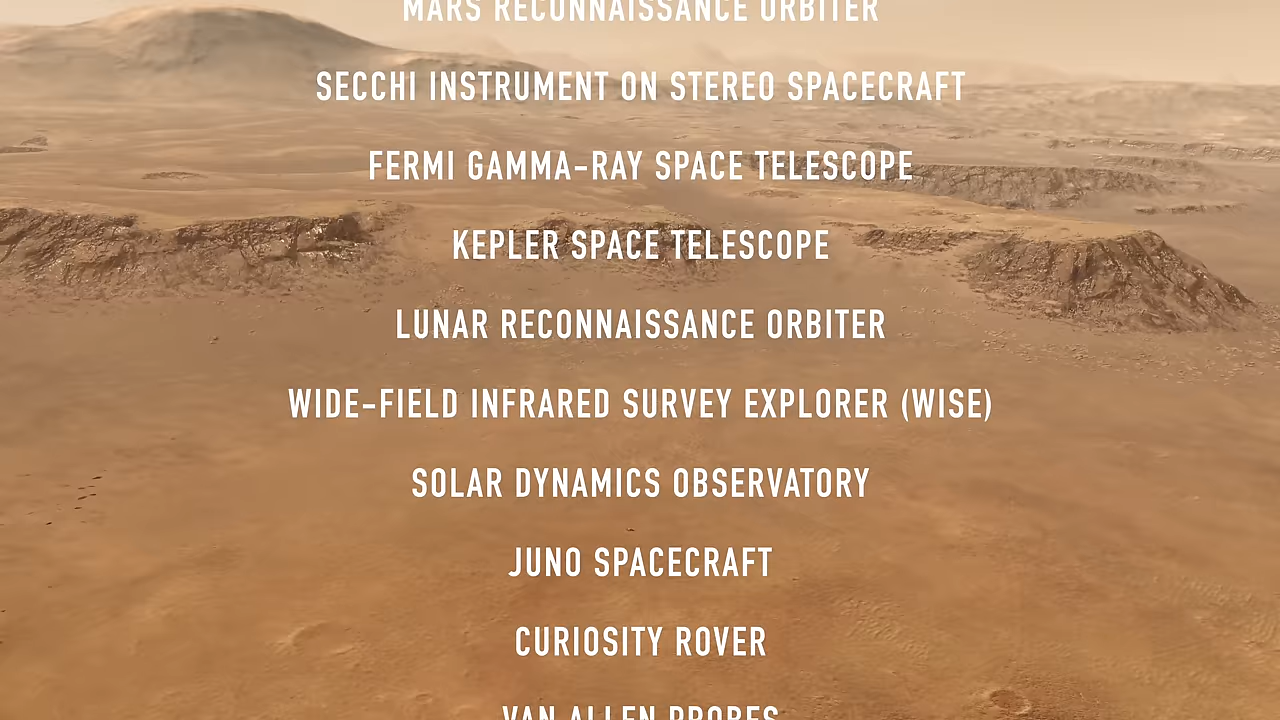 MARS RECONNAISSANCE ORBITER
SECCHI INSTRUMENT ON STEREO SPACECRAFT
FERMI GAMMA-RAY SPACE TELESCOPE
KEPLER SPACE TELESCOPE
LUNAR RECONNAISSANCE ORBITER
WIDE-FIELD INFRARED SURVEY EXPLORER (WISE)
SOLAR DYNAMICS OBSERVATORY
JUNO SPACECRAFT
CURIOSITY ROVER
VAN ALLEN PROBES